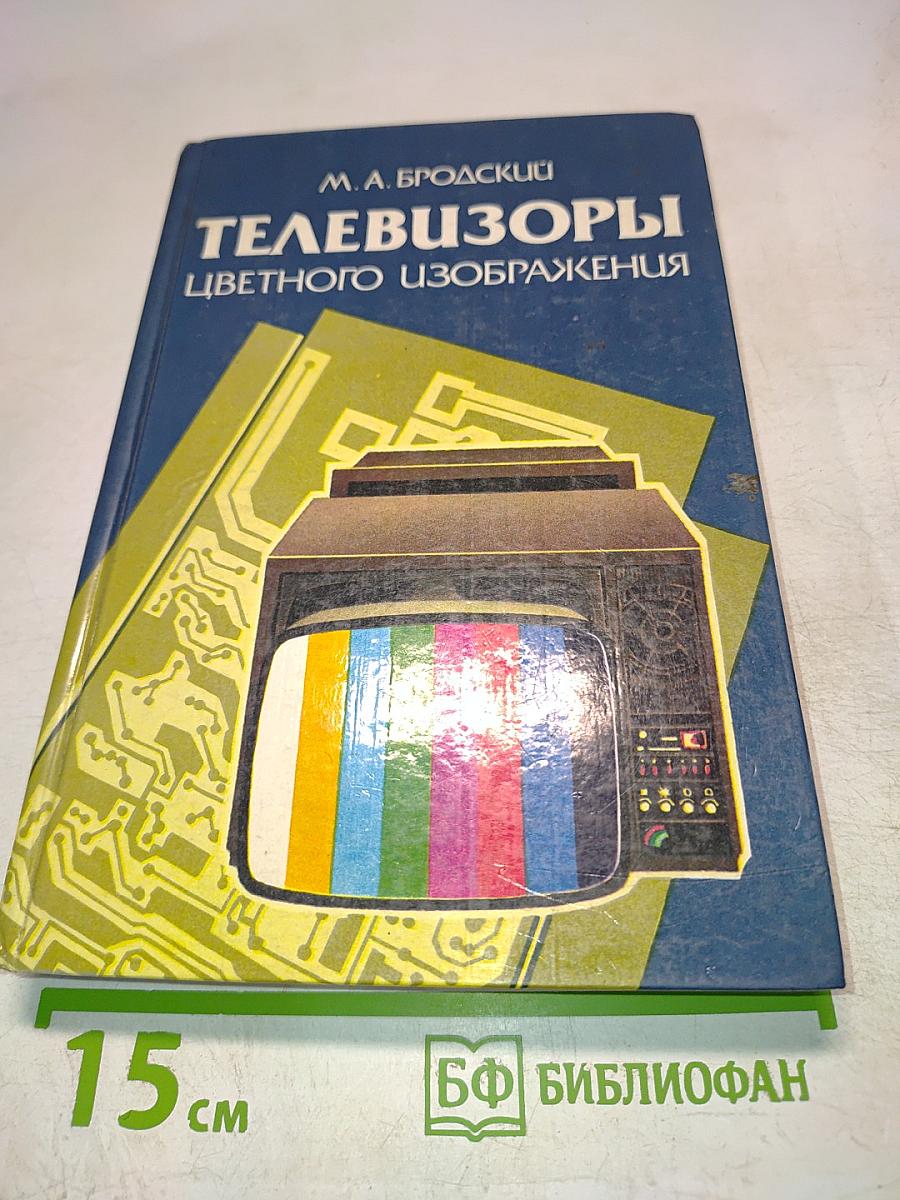 М. А. БРОДСКИЙ
ТЕЛЕВИЗОРЫ
ЦВЕТНОГО ИЗОБРАЖЕНИЯ
15 см
БФ БИБЛИОФАН